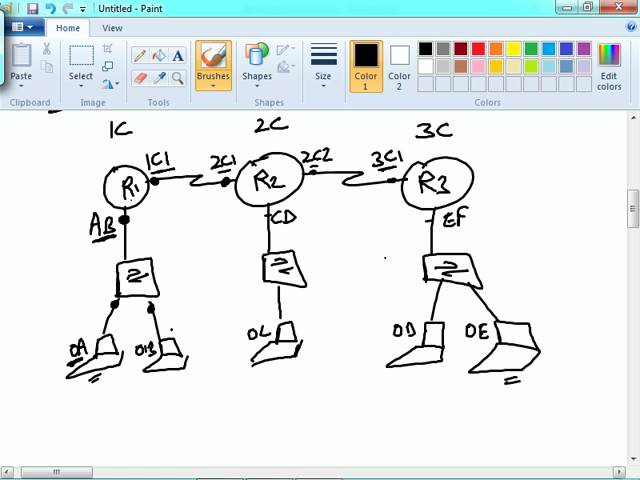 Untitled - Paint
Home
View
Paste
Select
Brushes
Shapes
Size
Color 1
Color 2
Edit colors
Clipboard
Image
Tools
Shapes
Colors
1C
2C
3C
R1
1C1
2C1
R2
2C2
3C1
R3
AB
CD
EF
0A
0B
0C
0D
0E